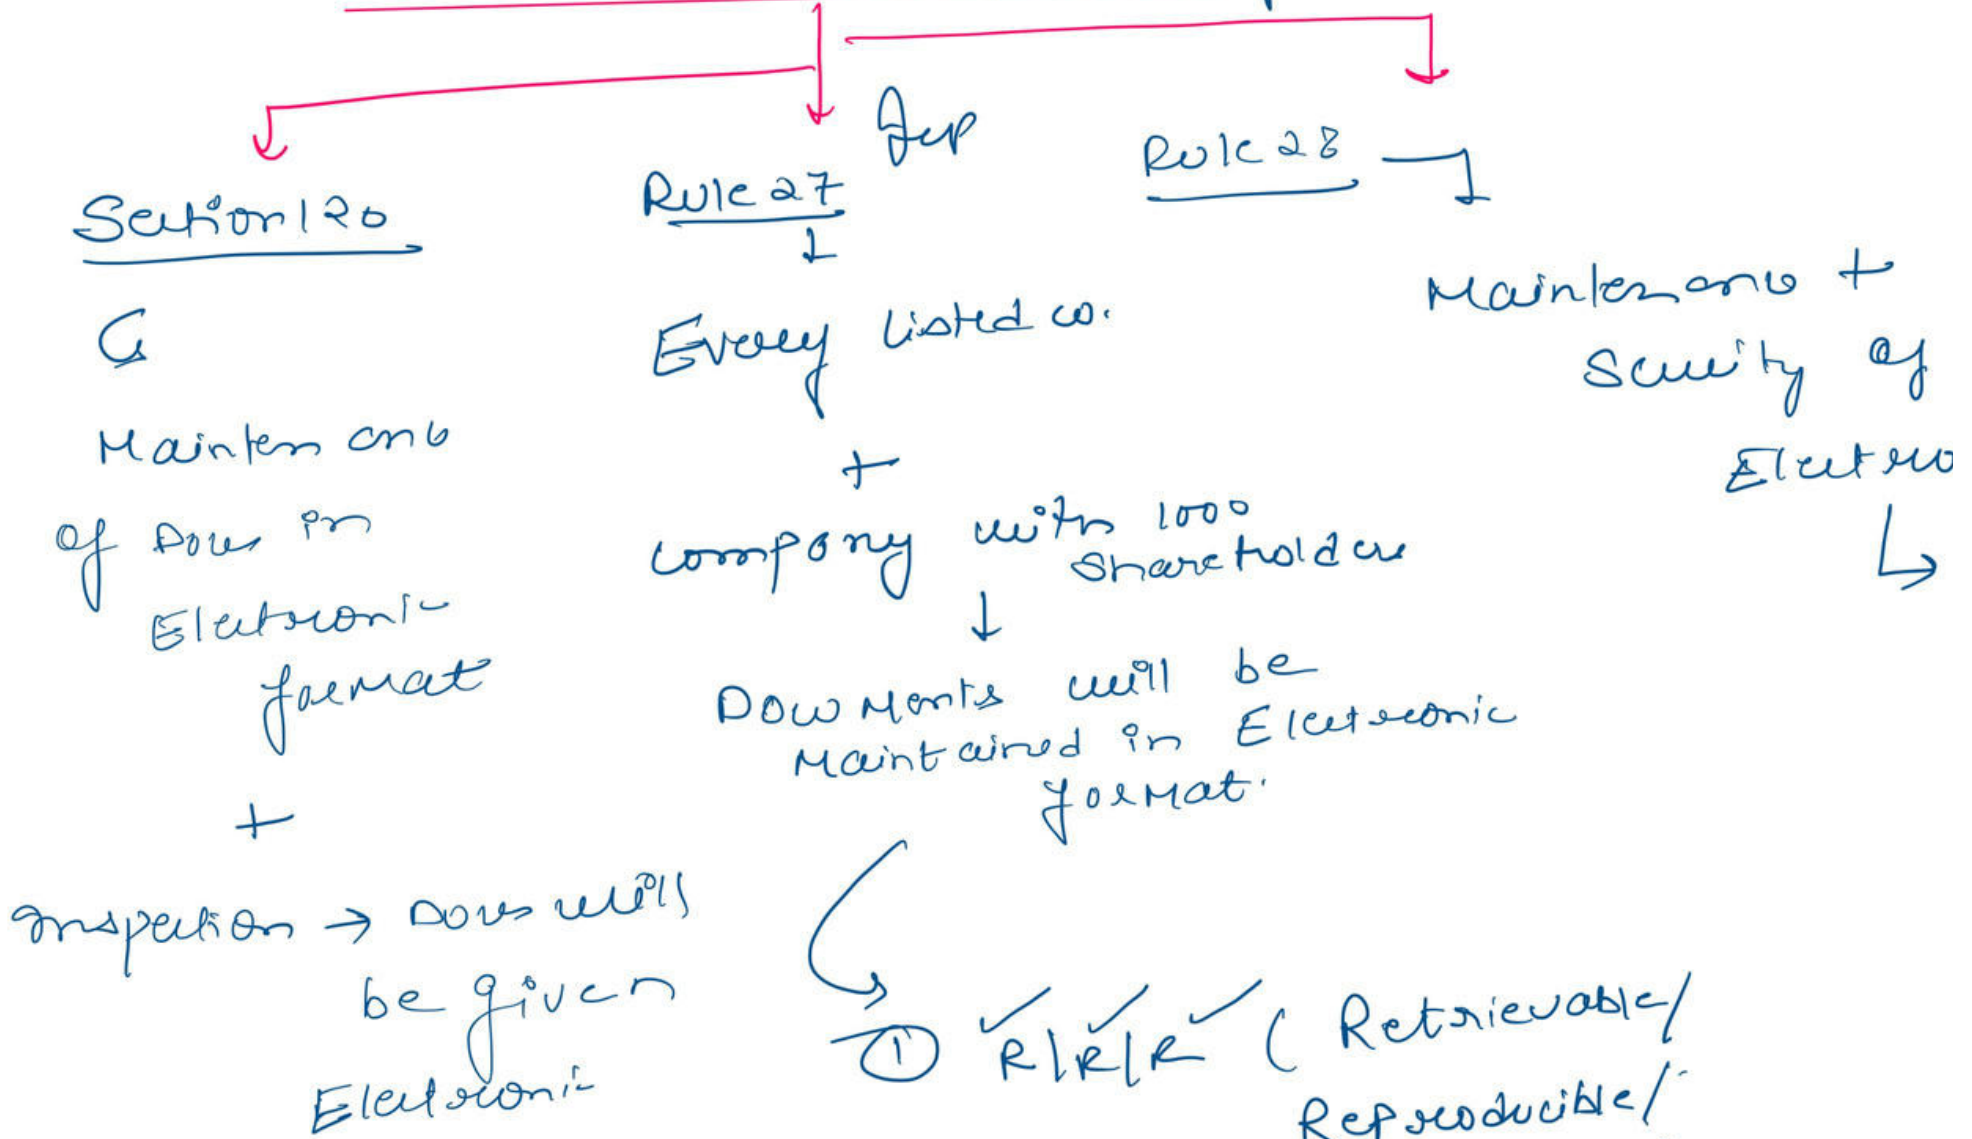 Section 120
Maintenance
of Docs in
Electronic
format
+
Inspection → Docs will
be given
Electronic
Rule 27
Imp
Every listed co.
+
Company with 1000
Shareholders
↓
Documents will be
Maintained in Electronic
format.
① R/R/R (Retrievable/
Reproducible/
Rule 28
Maintenance +
Security of
Electro